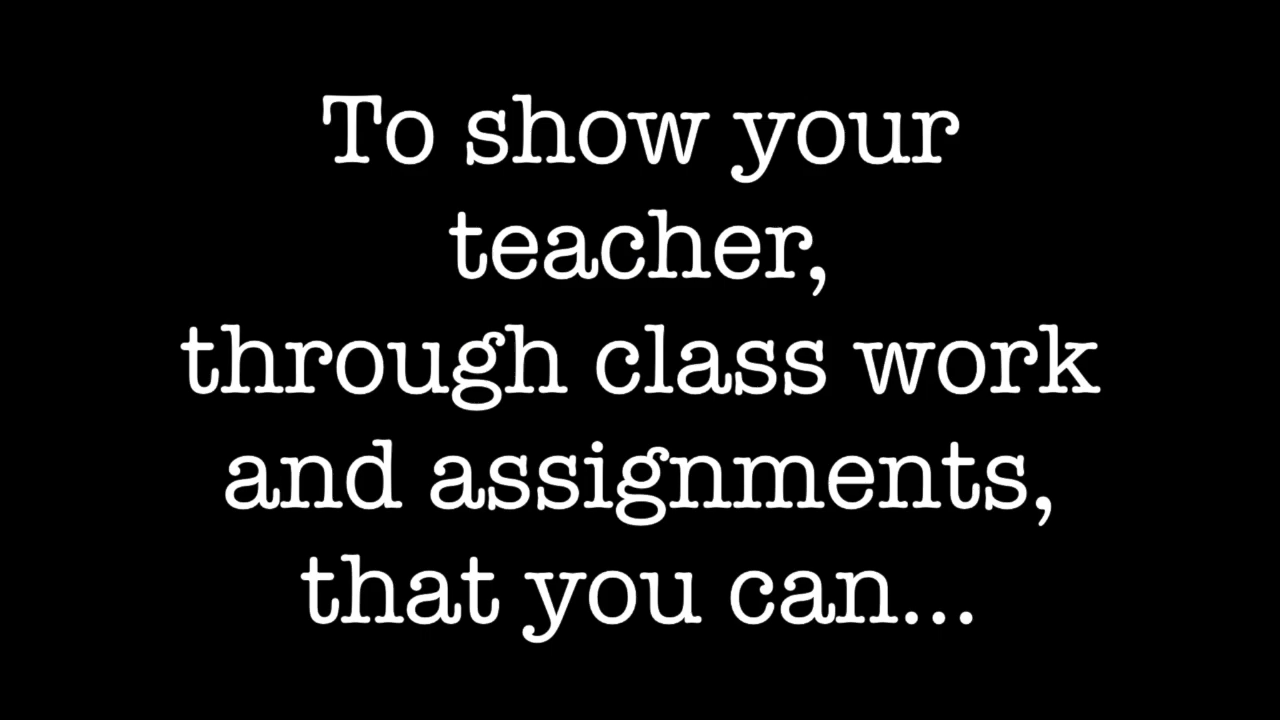 To show your
teacher,
through class work
and assignments,
that you can...